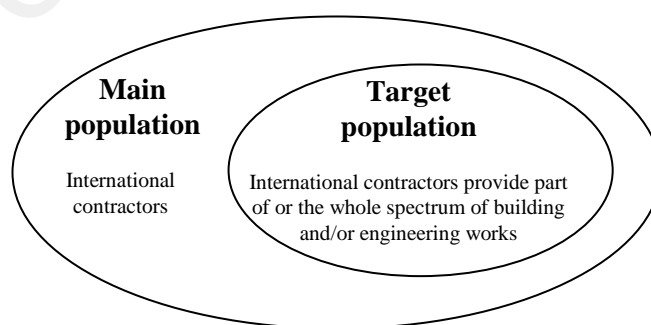 Main
population
International
contractors
Target
population
International contractors provide part
of or the whole spectrum of building
and/or engineering works